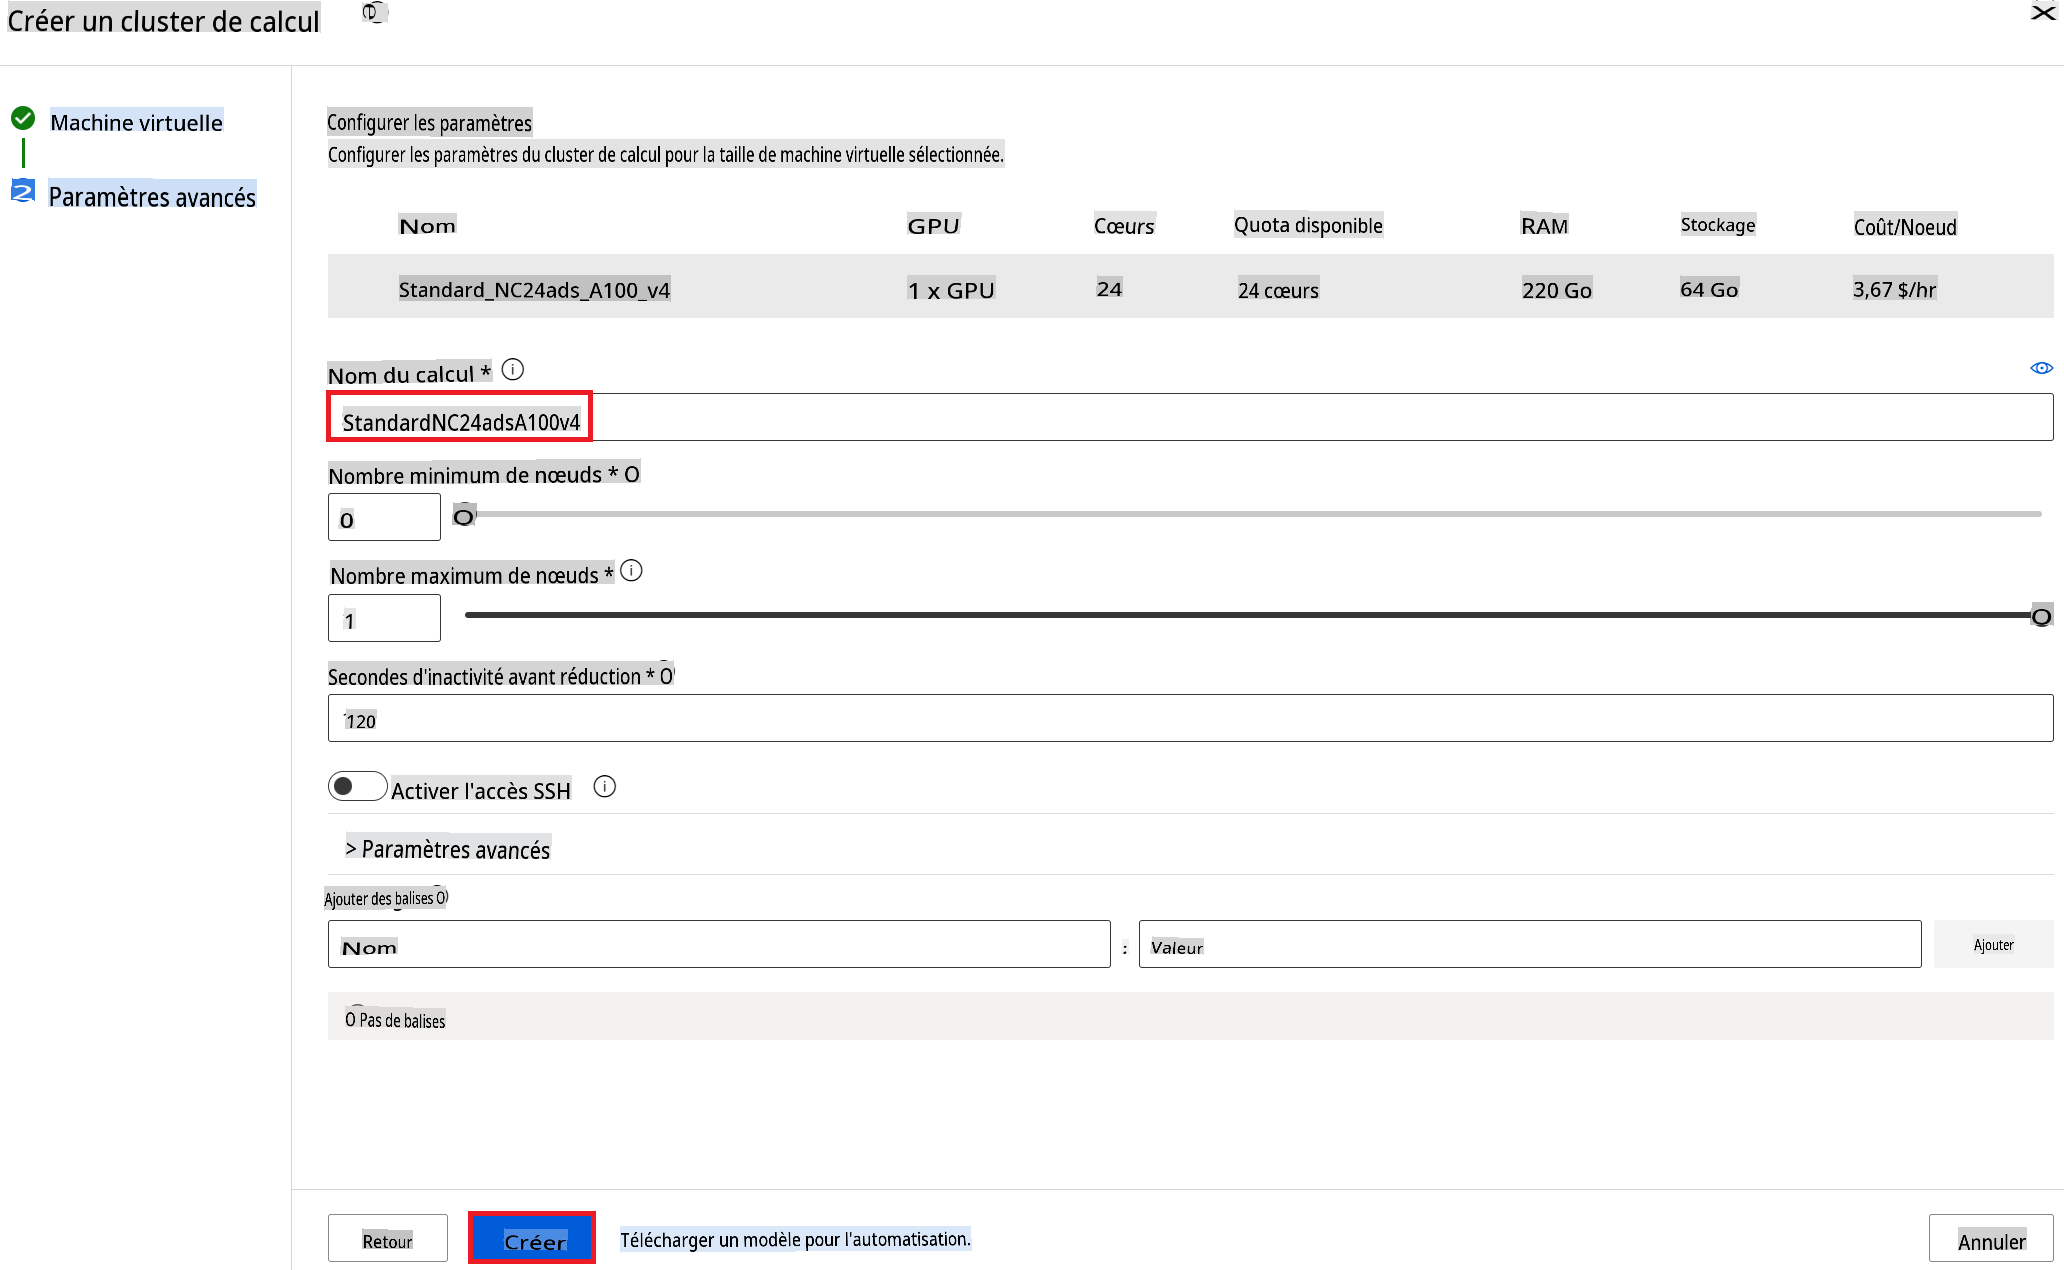 Créer un cluster de calcul
Machine virtuelle
2 Paramètres avancés
Configurer les paramètres
Configurer les paramètres du cluster de calcul pour la taille de machine virtuelle sélectionnée.
Nom GPU Cœurs Quota disponible RAM Stockage Coût/Noeud
Standard_NC24ads_A100_v4 1 x GPU 24 24 cœurs 220 Go 64 Go 3,67 $/hr
Nom du calcul *
StandardNC24adsA100v4
Nombre minimum de nœuds * O
0
Nombre maximum de nœuds *
1
Secondes d'inactivité avant réduction * O
120
Activer l'accès SSH
> Paramètres avancés
Ajouter des balises O
Nom : Valeur Ajouter
O Pas de balises
Retour Créer Télécharger un modèle pour l'automatisation. Annuler